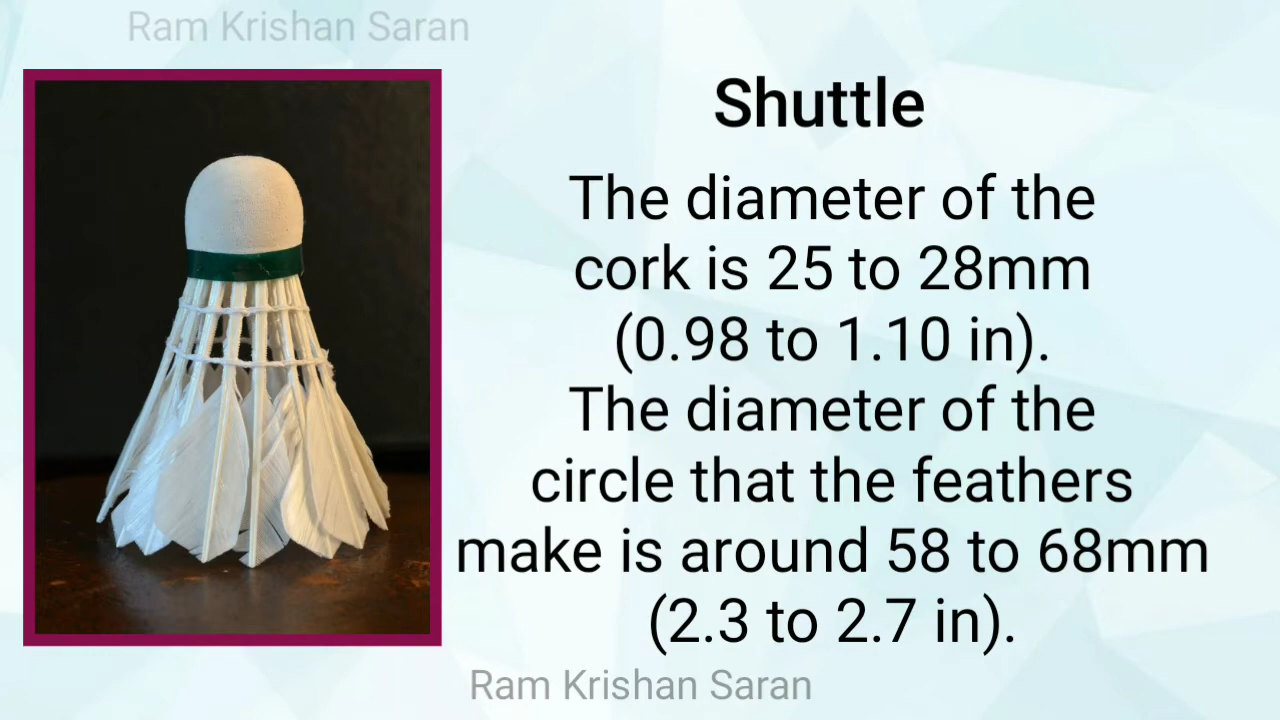 Ram Krishan Saran
Shuttle
The diameter of the
cork is 25 to 28mm
(0.98 to 1.10 in).
The diameter of the
circle that the feathers
make is around 58 to 68mm
(2.3 to 2.7 in).
Ram Krishan Saran